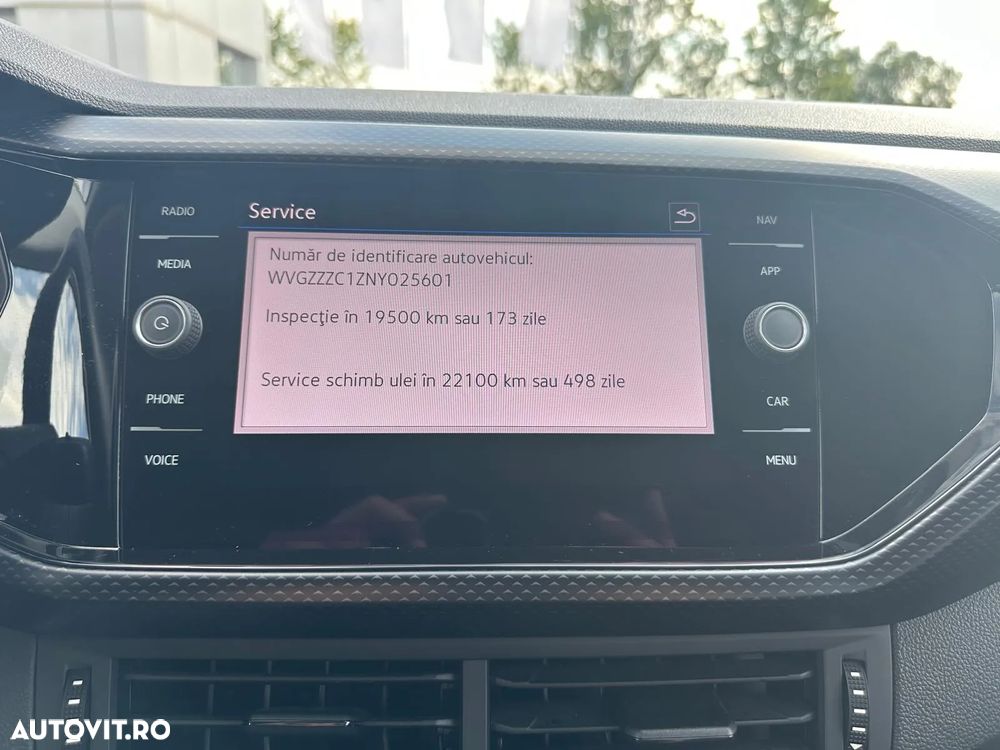 RADIO
MEDIA
PHONE
VOICE
Service
Număr de identificare autovehicul:
WVGZZZC1ZNY025601
Inspecţie în 19500 km sau 173 zile
Service schimb ulei în 22100 km sau 498 zile
NAV
APP
CAR
MENU
AUTOVIT.RO